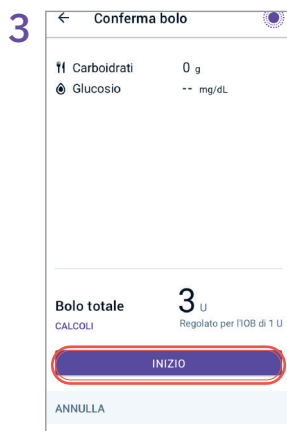 3
Conferma bolo
Carboidrati 0 g
Glucosio -- mg/dL
Bolo totale 3 U
CALCOLI Regolato per l'IOB di 1 U
INIZIO
ANNULLA